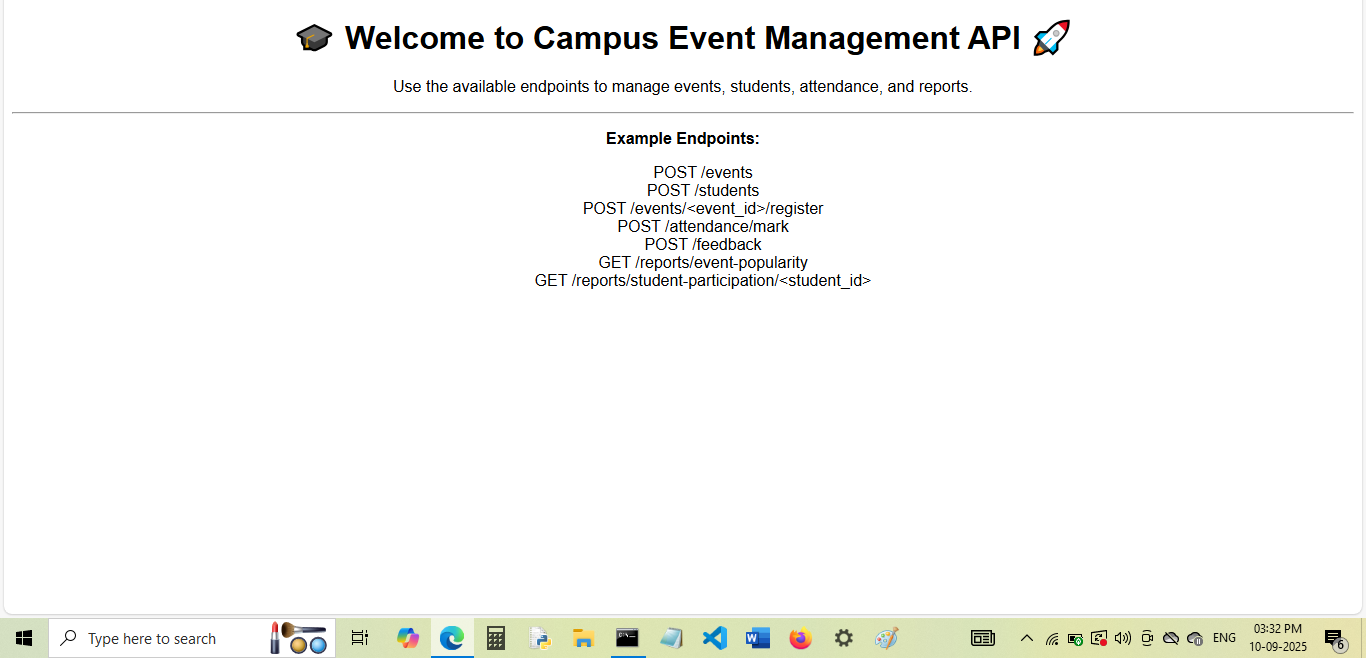 🎓 Welcome to Campus Event Management API 🚀
Use the available endpoints to manage events, students, attendance, and reports.
Example Endpoints:
POST /events
POST /students
POST /events/<event_id>/register
POST /attendance/mark
POST /feedback
GET /reports/event-popularity
GET /reports/student-participation/<student_id>
Type here to search
ENG
03:32 PM
10-09-2025
6